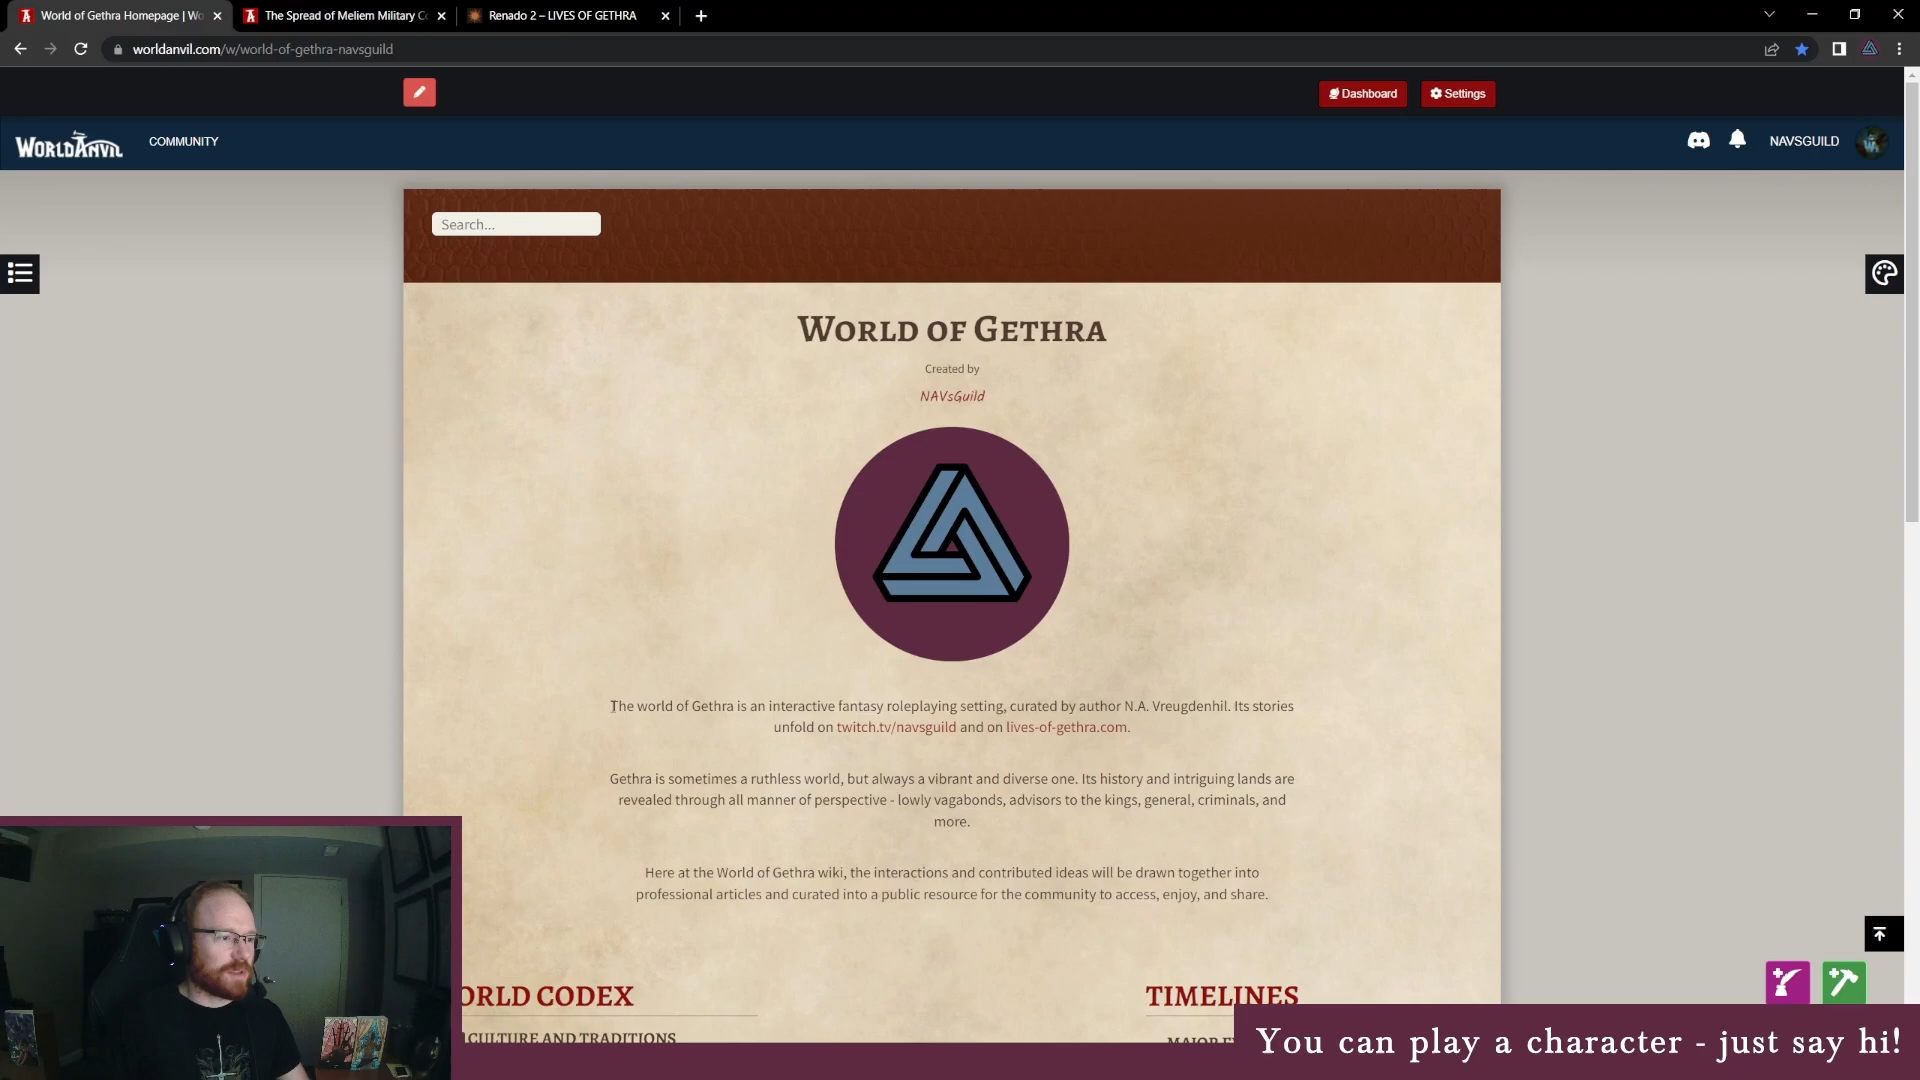 World of Gethra Homepage | Wo
The Spread of Meliem Military Co
Renado 2 – LIVES OF GETHRA
worldanvil.com/w/world-of-gethra-navsguild
Dashboard
Settings
WORLDANVIL
COMMUNITY
NAVSGUILD
Search...
WORLD OF GETHRA
Created by
NAVsGuild
The world of Gethra is an interactive fantasy roleplaying setting, curated by author N.A. Vreugdenhil. Its stories
unfold on twitch.tv/navsguild and on lives-of-gethra.com.
Gethra is sometimes a ruthless world, but always a vibrant and diverse one. Its history and intriguing lands are
revealed through all manner of perspective - lowly vagabonds, advisors to the kings, general, criminals, and
more.
Here at the World of Gethra wiki, the interactions and contributed ideas will be drawn together into
professional articles and curated into a public resource for the community to access, enjoy, and share.
ORLD CODEX
TIMELINES
CULTURE AND TRADITIONS
You can play a character - just say hi!